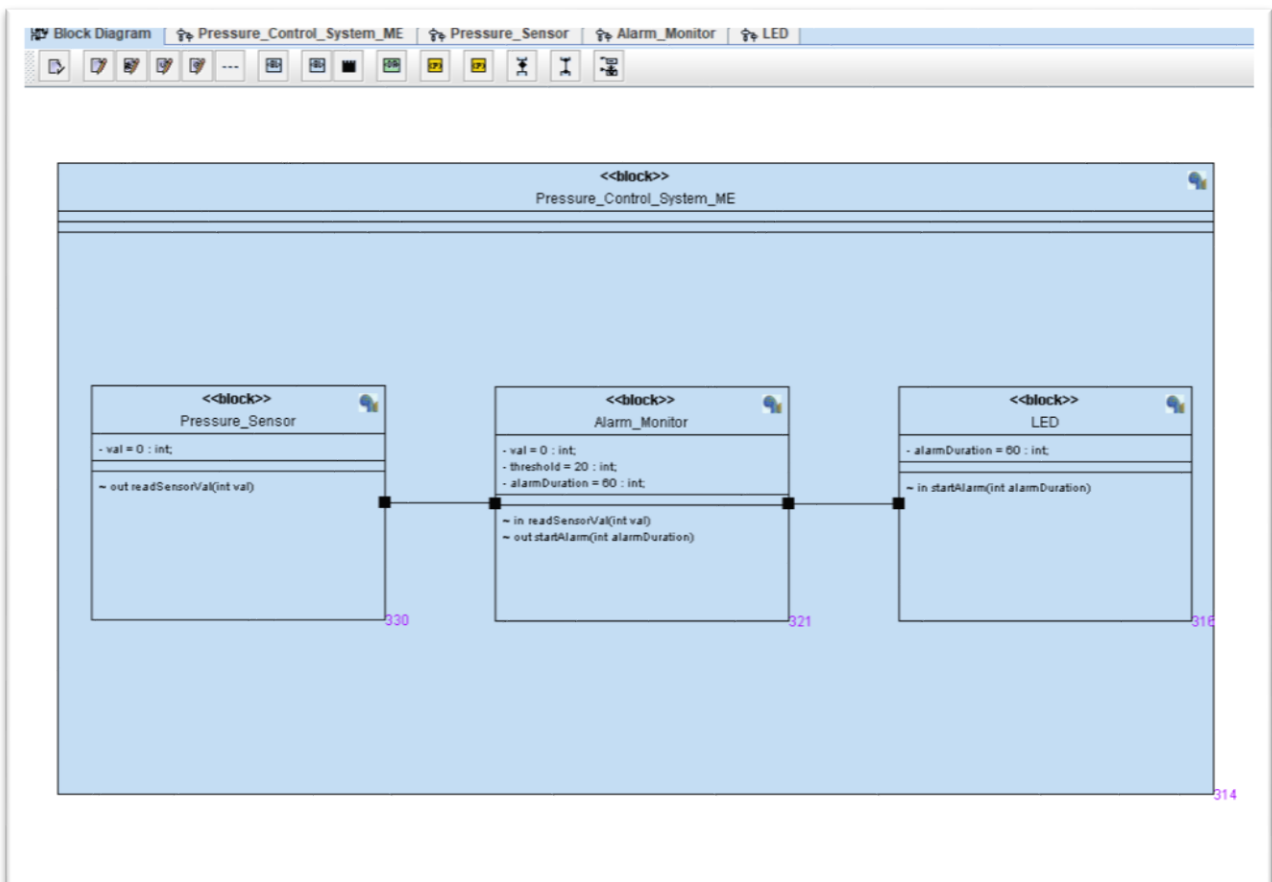 Block Diagram Pressure_Control_System_ME Pressure_Sensor Alarm_Monitor LED
<<block>>
Pressure_Control_System_ME
<<block>>
Pressure_Sensor
- val = 0 : int;
~ out readSensorVal(int val)
330
<<block>>
Alarm_Monitor
- val = 0 : int;
- threshold = 20 : int;
- alarmDuration = 60 : int;
~ in readSensorVal(int val)
~ out startAlarm(int alarmDuration)
321
<<block>>
LED
- alarmDuration = 60 : int;
~ in startAlarm(int alarmDuration)
316
314